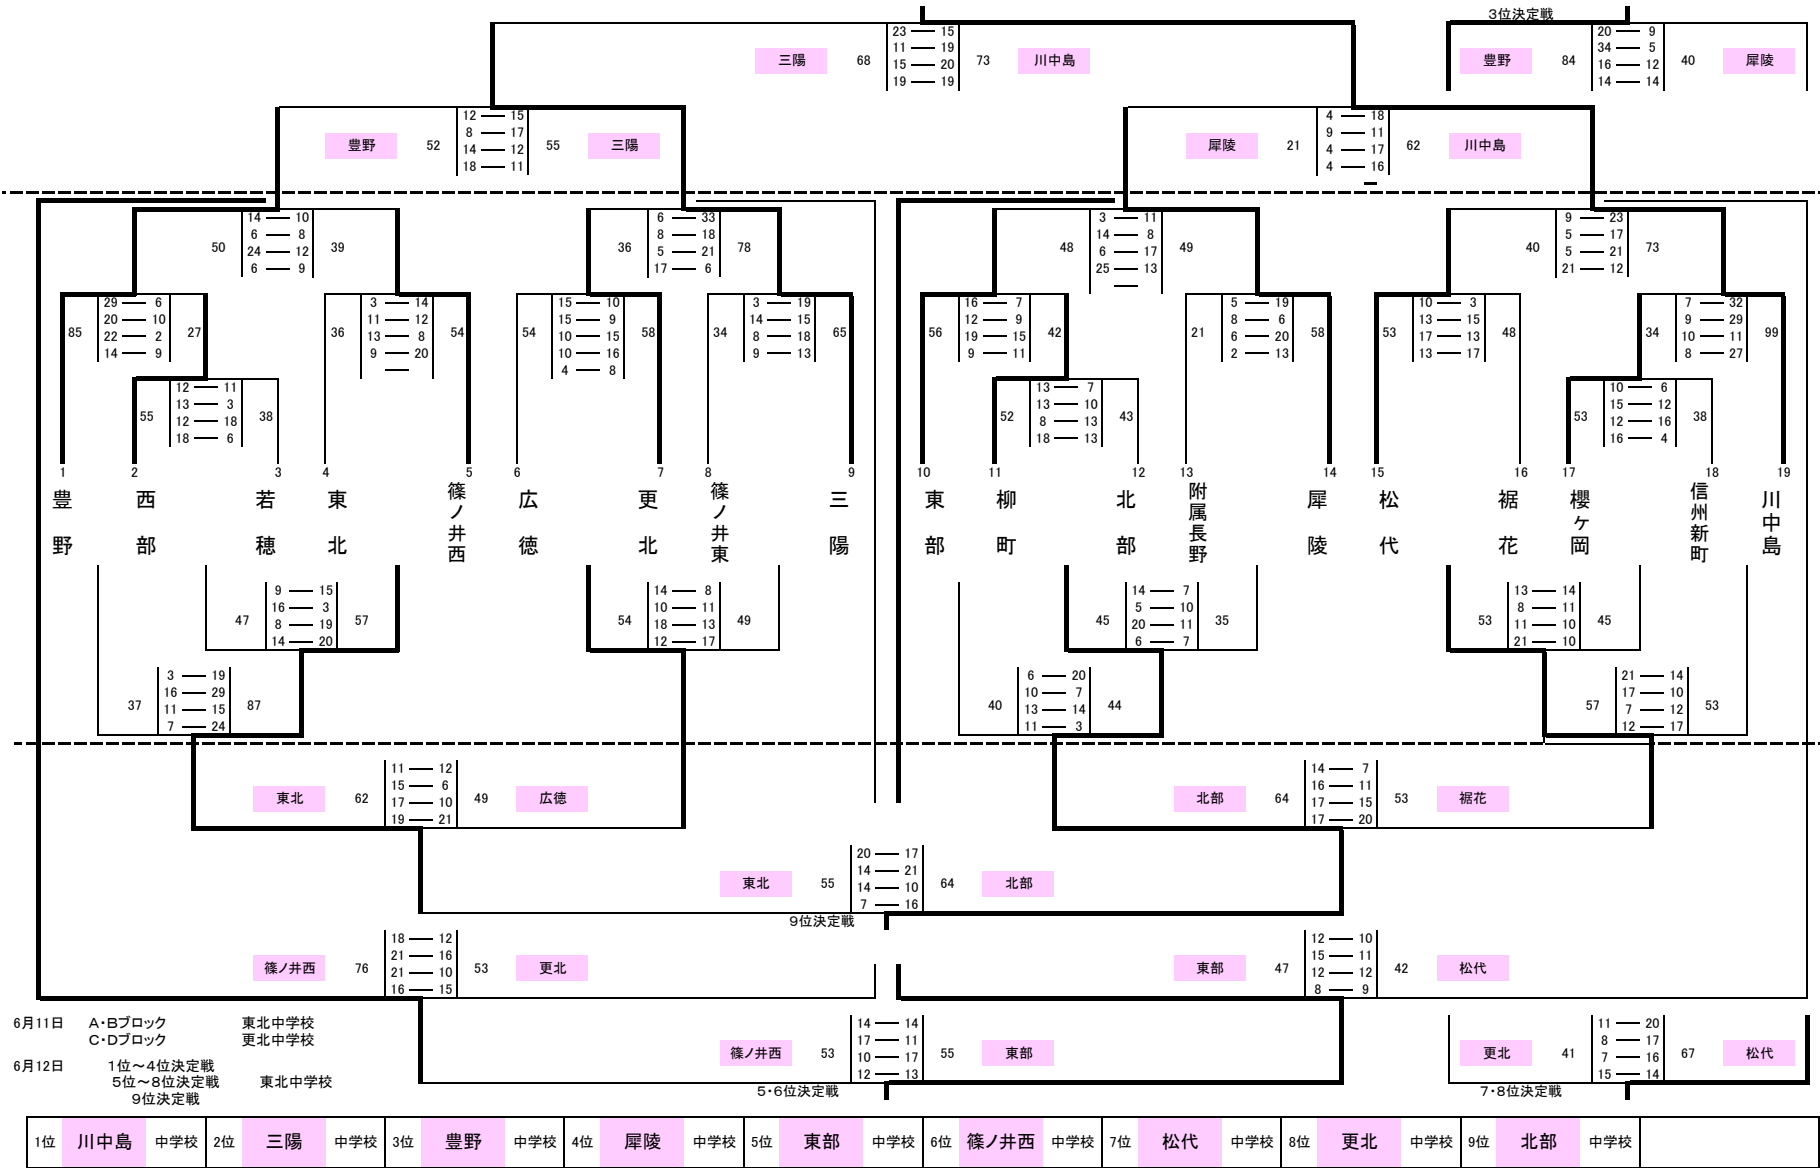 3位決定戦
三陽 68 23 — 15 73 川中島
11 — 19
15 — 20
19 — 19
豊野 84 20 — 9 40 犀陵
34 — 5
16 — 12
14 — 14
豊野 52 12 — 15 55 三陽
8 — 17
14 — 12
18 — 11
犀陵 21 4 — 18 62 川中島
9 — 11
4 — 17
4 — 16
—
50 14 — 10 39
6 — 8
24 — 12
6 — 9
36 6 — 33 78
8 — 18
5 — 21
17 — 6
48 3 — 11 49
14 — 8
6 — 17
25 — 13
—
40 9 — 23 73
5 — 17
5 — 21
21 — 12
85 29 — 6 27
20 — 10
22 — 2
14 — 9
36 3 — 14 54
11 — 12
13 — 8
9 — 20
—
54 15 — 10 58
15 — 9
10 — 15
10 — 16
4 — 8
34 3 — 19 65
14 — 15
8 — 18
9 — 13
56 16 — 7 42
12 — 9
19 — 15
9 — 11
21 5 — 19 58
8 — 6
6 — 20
2 — 13
53 10 — 3 48
13 — 15
17 — 13
13 — 17
34 7 — 32 99
9 — 29
10 — 11
8 — 27
55 12 — 11 38
13 — 3
12 — 18
18 — 6
52 13 — 7 43
13 — 10
8 — 13
18 — 13
53 10 — 6 38
15 — 12
12 — 16
16 — 4
1 2 3 4 5 6 7 8 9 10 11 12 13 14 15 16 17 18 19
豊野
西部
若穂
東北
篠ノ井西
広徳
更北
篠ノ井東
三陽
東部
柳町
北部
附属長野
犀陵
松代
裾花
櫻ケ岡
信州新町
川中島
47 9 — 15 57
16 — 3
8 — 19
14 — 20
54 14 — 8 49
10 — 11
18 — 13
12 — 17
45 14 — 7 35
5 — 10
20 — 11
6 — 7
53 13 — 14 45
8 — 11
11 — 10
21 — 10
37 3 — 19 87
16 — 29
11 — 15
7 — 24
40 6 — 20 44
10 — 7
13 — 14
11 — 3
57 21 — 14 53
17 — 10
7 — 12
12 — 17
東北 62 11 — 12 49 広徳
15 — 6
17 — 10
19 — 21
北部 64 14 — 7 53 裾花
16 — 11
17 — 15
17 — 20
東北 55 20 — 17 64 北部
14 — 21
14 — 10
7 — 16
9位決定戦
篠ノ井西 76 18 — 12 53 更北
21 — 16
21 — 10
16 — 15
東部 47 12 — 10 42 松代
15 — 11
12 — 12
8 — 9
6月11日 A・Bブロック 東北中学校
C・Dブロック 更北中学校
6月12日 1位～4位決定戦
5位～8位決定戦 東北中学校
9位決定戦
篠ノ井西 53 14 — 14 55 東部
17 — 11
10 — 17
12 — 13
5・6位決定戦
更北 41 11 — 20 67 松代
8 — 17
7 — 16
15 — 14
7・8位決定戦
1位 川中島 中学校 2位 三陽 中学校 3位 豊野 中学校 4位 犀陵 中学校 5位 東部 中学校 6位 篠ノ井西 中学校 7位 松代 中学校 8位 更北 中学校 9位 北部 中学校